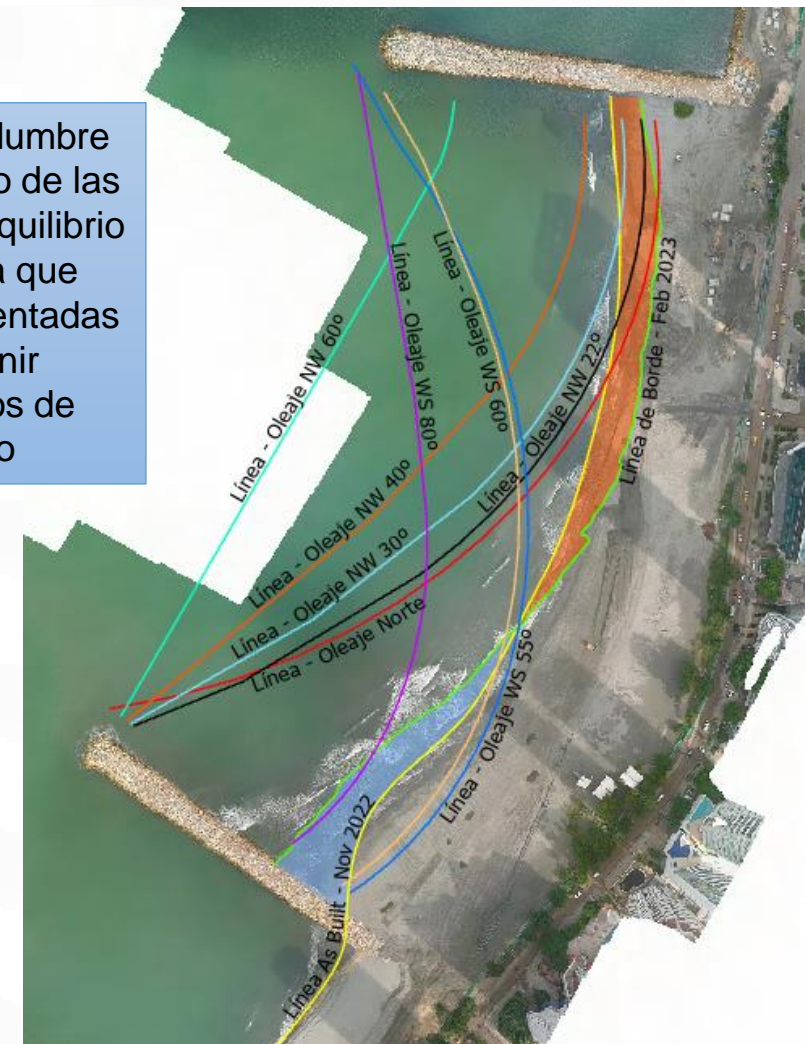 lumbre
o de las
quilibrio
a que
entadas
nir
os de
o
Línea - Oleaje NW 60º
Línea - Oleaje WS 80º
Línea - Oleaje WS 60º
Línea - Oleaje NW 22º
Línea de Borde - Feb 2023
Línea - Oleaje NW 40º
Línea - Oleaje NW 30º
Línea - Oleaje Norte
Línea - Oleaje WS 55º
Línea As Built - Nov 2022